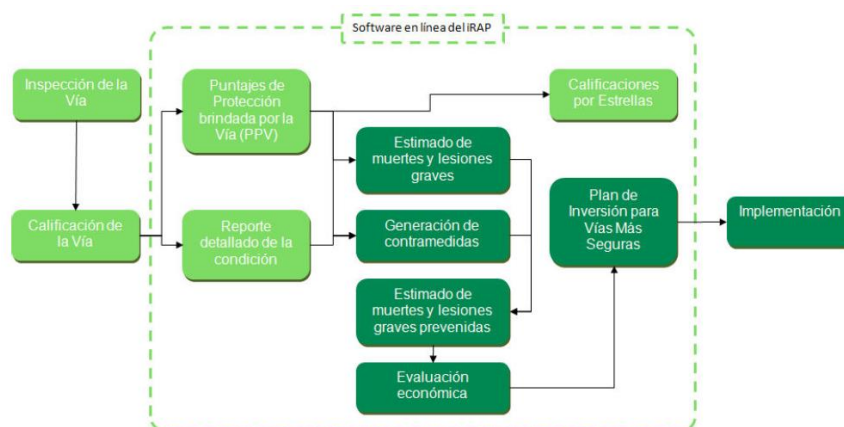 Software en línea del iRAP
Inspección de la
Vía
Puntajes de
Protección
brindada por la
Vía (PPV)
Calificaciones
por Estrellas
Estimado de
muertes y lesiones
graves
Calificación de
la Vía
Reporte
detallado de la
condición
Generación de
contramedidas
Plan de
Inversión para
Vías Más
Seguras
Implementación
Estimado de
muertes y lesiones
graves prevenidas
Evaluación
económica